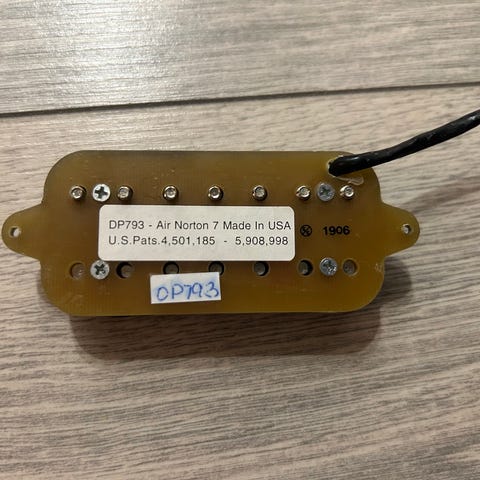 DP793 - Air Norton 7 Made In USA
U.S.Pats.4,501,185 - 5,908,998
1906
DP793